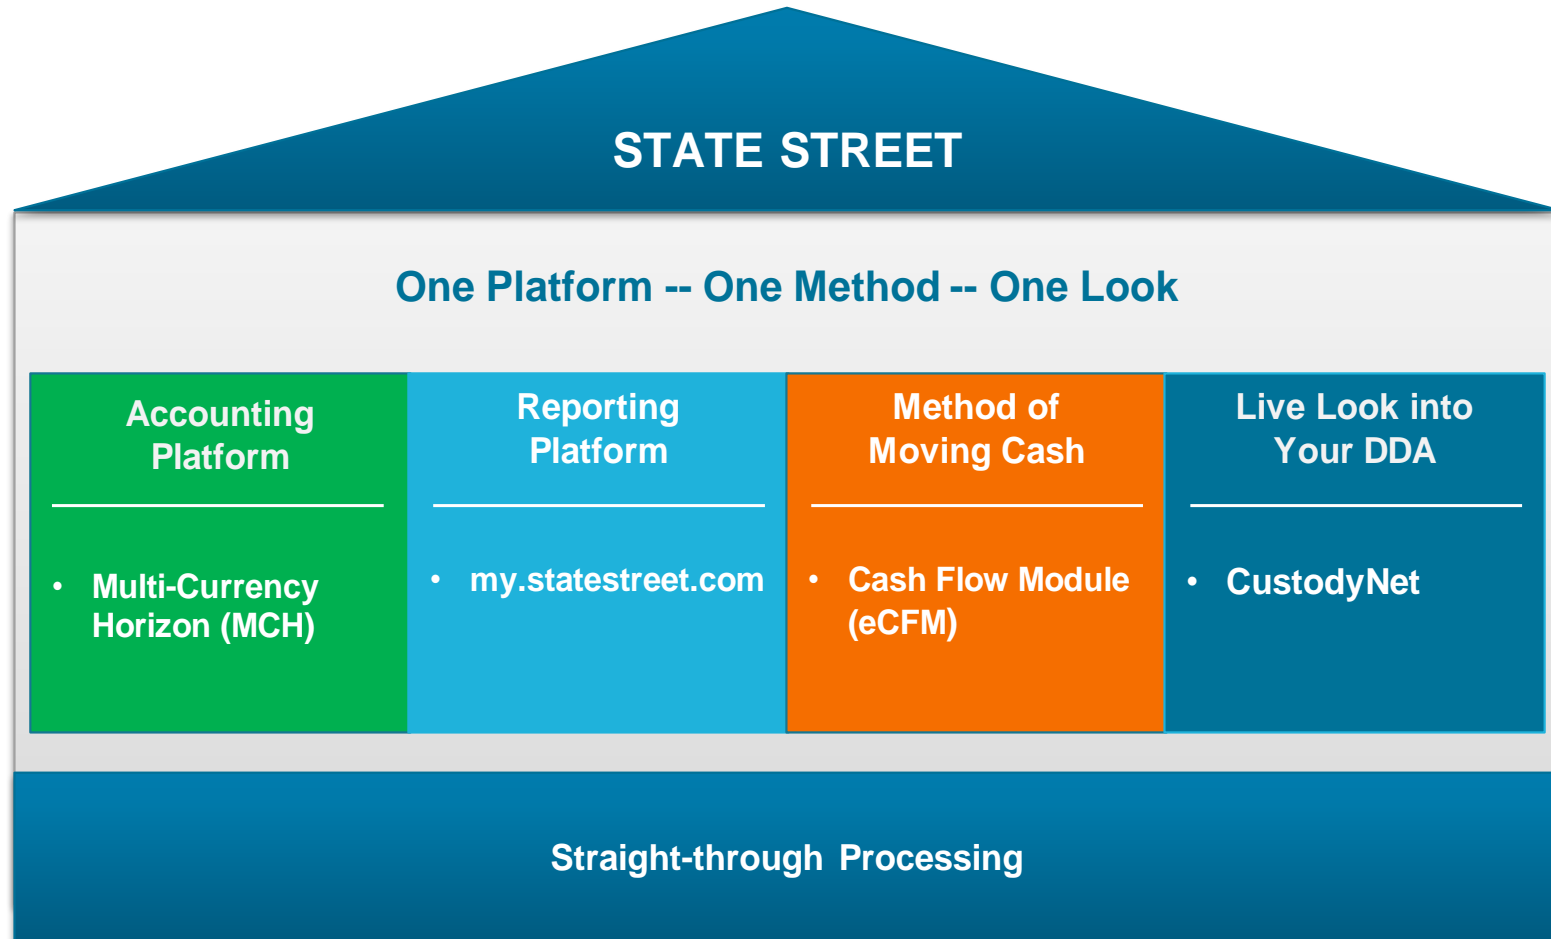 STATE STREET
One Platform -- One Method -- One Look
Accounting
Platform
• Multi-Currency
Horizon (MCH)
Reporting
Platform
• my.statestreet.com
Method of
Moving Cash
• Cash Flow Module
(eCFM)
Live Look into
Your DDA
• CustodyNet
Straight-through Processing